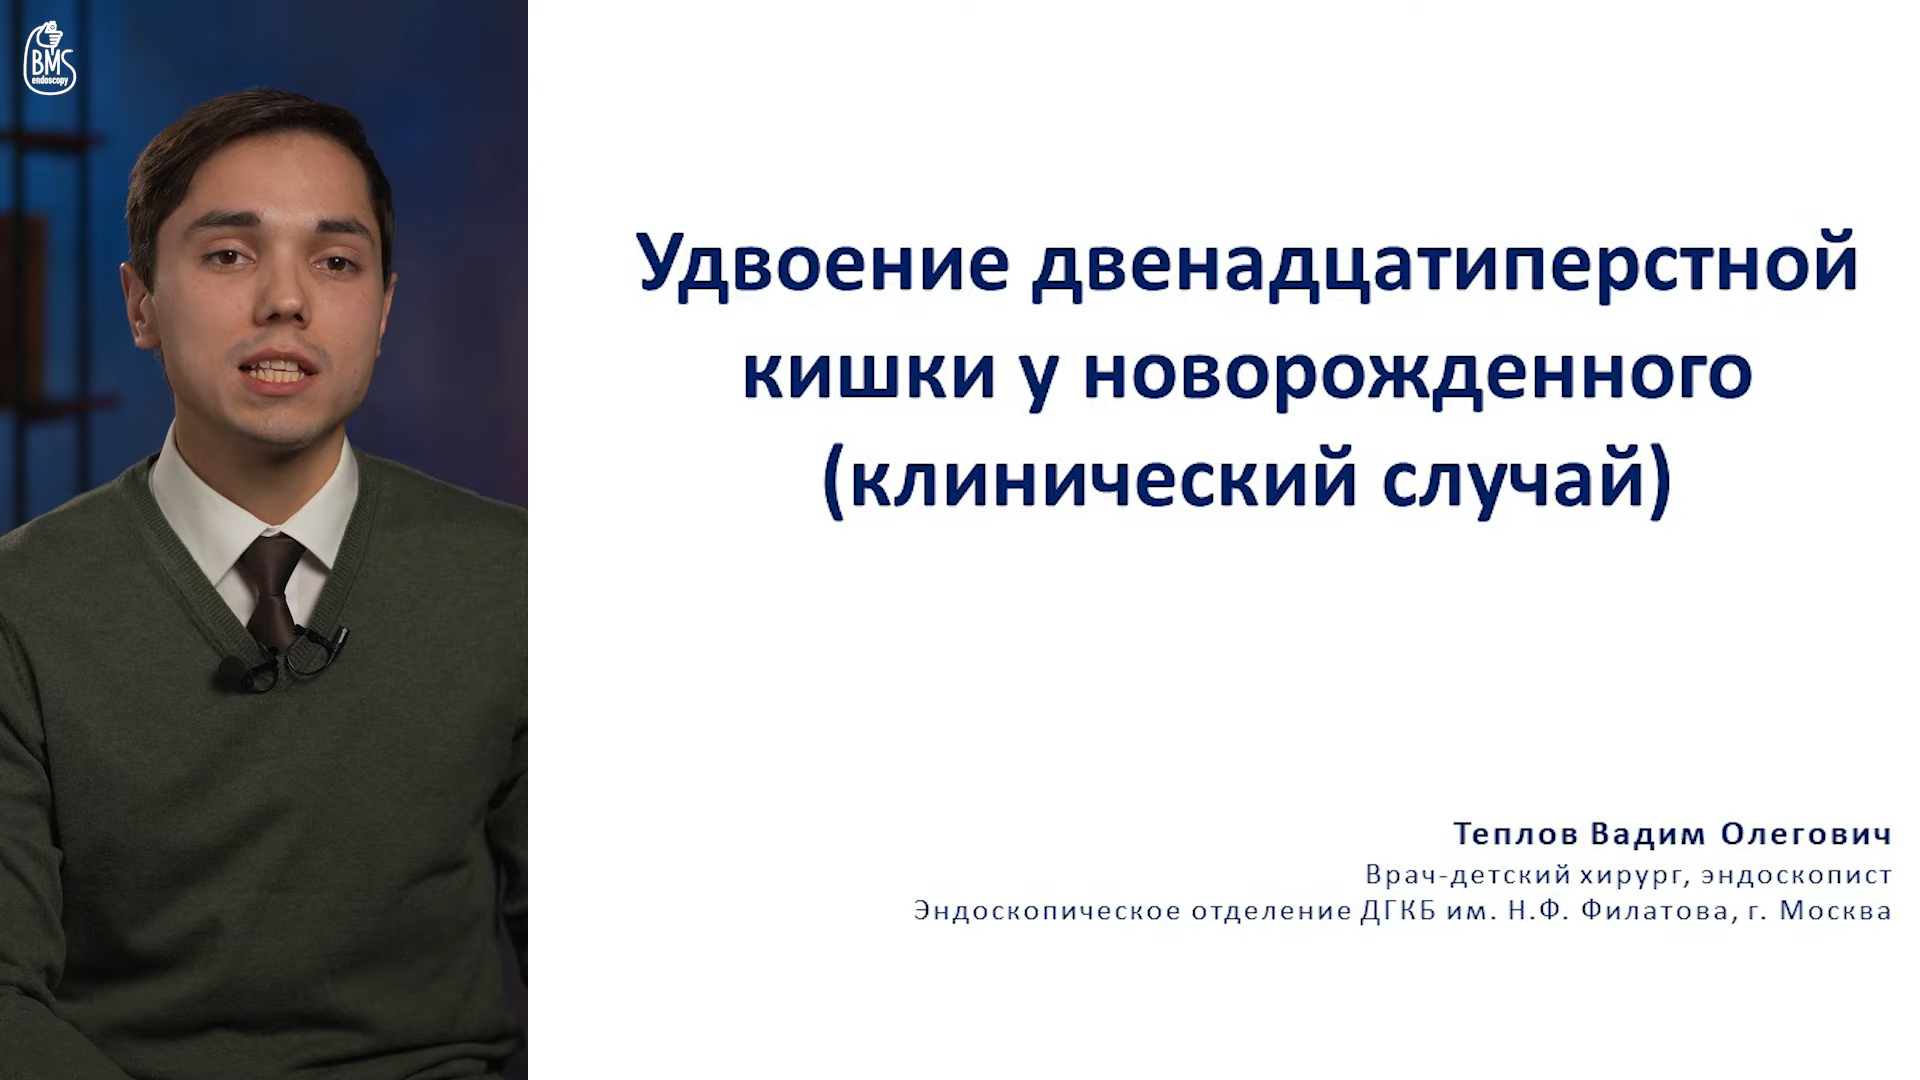 BMS
endoscopy
Удвоение двенадцатиперстной
кишки у новорожденного
(клинический случай)
Теплов Вадим Олегович
Врач-детский хирург, эндоскопист
Эндоскопическое отделение ДГКБ им. Н.Ф. Филатова, г. Москва